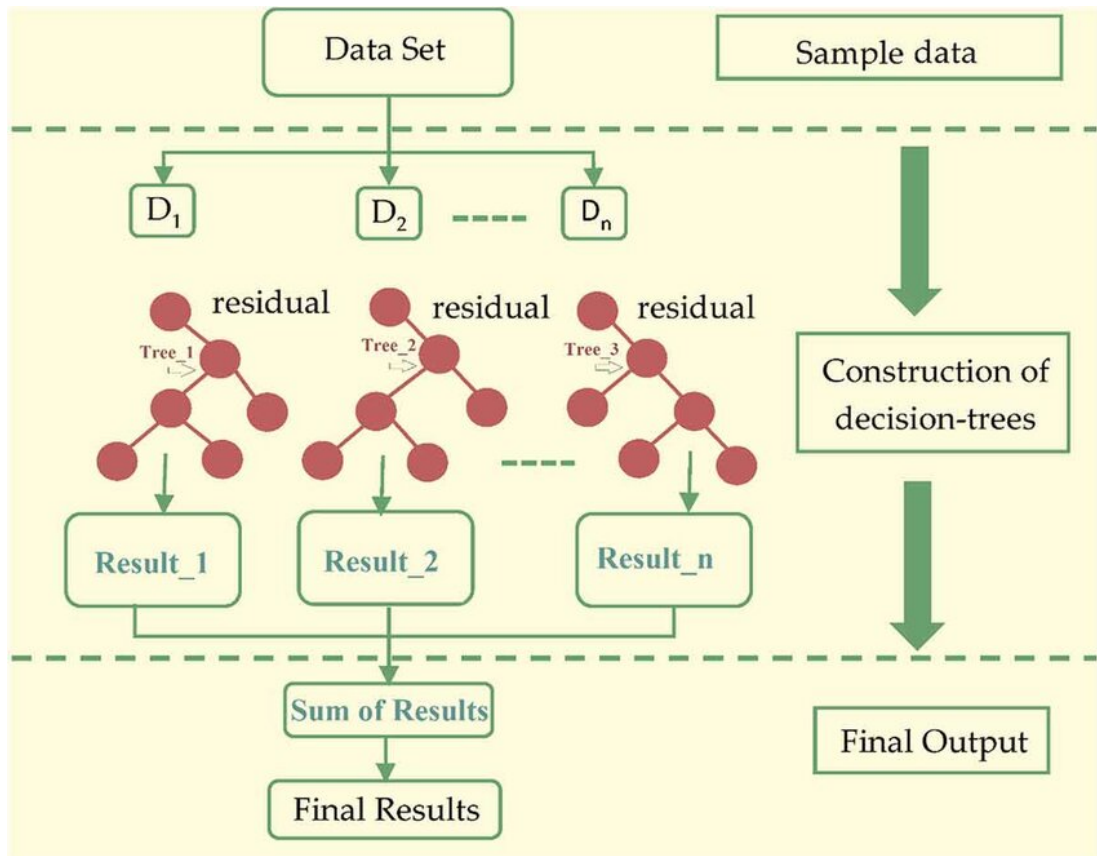 Data Set
Sample data
D₁
D₂
Dₙ
residual
residual
residual
Tree_1
Tree_2
Tree_3
Construction of
decision-trees
Result_1
Result_2
Result_n
Sum of Results
Final Output
Final Results